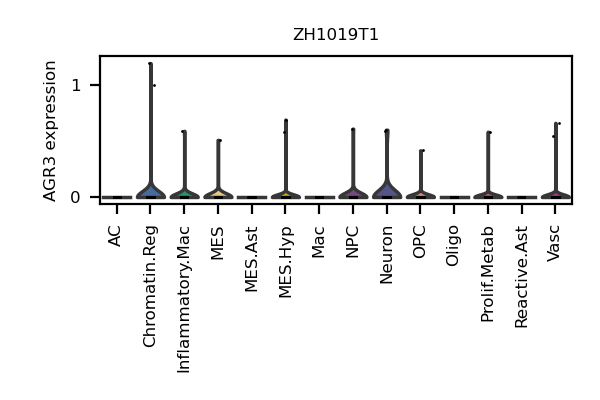 ZH1019T1
AGR3 expression
1
0
AC
Chromatin.Reg
Inflammatory.Mac
MES
MES.Ast
MES.Hyp
Mac
NPC
Neuron
OPC
Oligo
Prolif.Metab
Reactive.Ast
Vasc